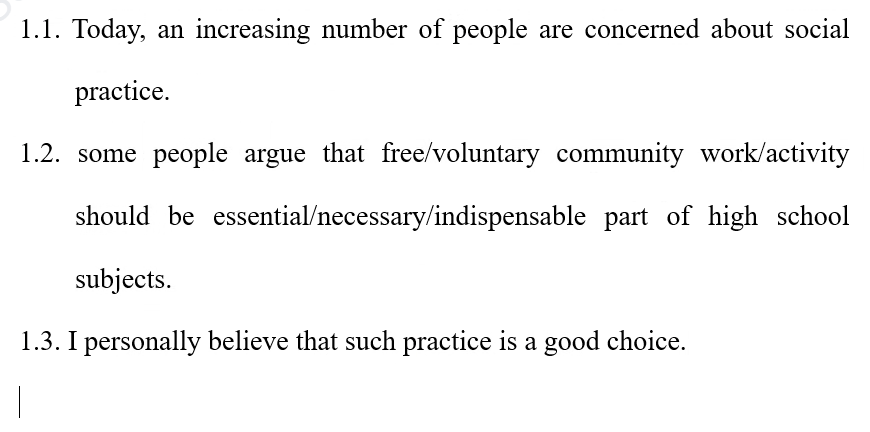 1.1. Today, an increasing number of people are concerned about social
practice.
1.2. some people argue that free/voluntary community work/activity
should be essential/necessary/indispensable part of high school
subjects.
1.3. I personally believe that such practice is a good choice.